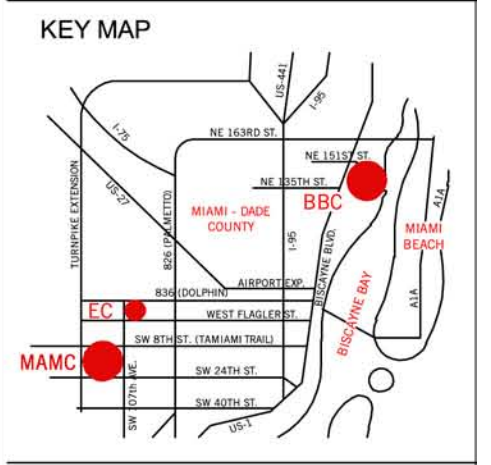 KEY MAP
US-441
I-95
I-75
NE 163RD ST.
NE 151ST ST.
US-27
NE 135TH ST.
BBC
A1A
TURNPIKE EXTENSION
826 (PALMETTO)
MIAMI - DADE
COUNTY
I-95
BISCAYNE BLVD.
MIAMI
BEACH
AIRPORT EXP.
836 (DOLPHIN)
BISCAYNE BAY
A1A
EC
WEST FLAGLER ST.
SW 8TH ST. (TAMIAMI TRAIL)
MAMC
SW 24TH ST.
SW 107th AVE.
SW 40TH ST.
US-1